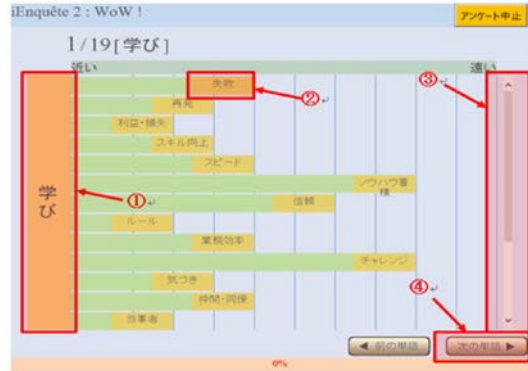 iEnquête 2 : WoW !
アンケート中止
1/19[学び]
近い
遠い
失敗
③
②
再発
利益・損失
スキル向上
スピード
ノウハウ蓄
積
学び
①
信頼
ルール
業務効率
チャレンジ
気づき
④
仲間・同僚
当事者
◀ 前の単語
次の単語 ▶
0%